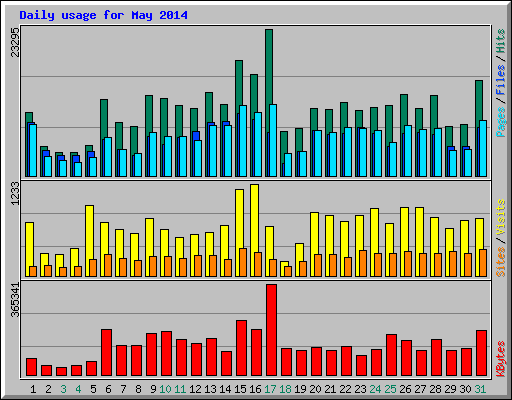 Daily usage for May 2014
23295
Pages / Files / Hits
1233
Sites / Visits
365341
KBytes
1 2 3 4 5 6 7 8 9 10 11 12 13 14 15 16 17 18 19 20 21 22 23 24 25 26 27 28 29 30 31